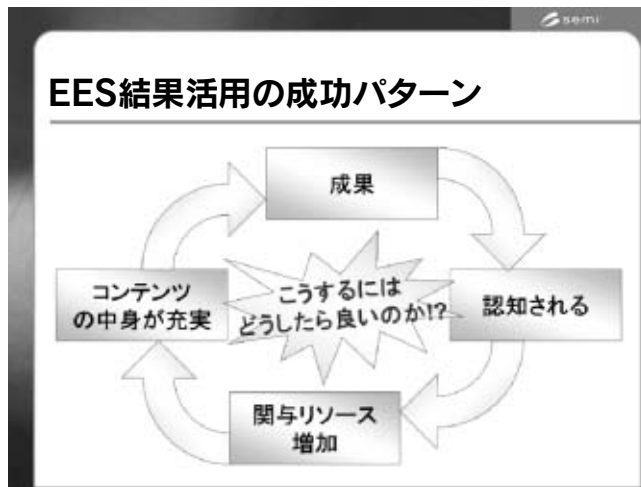 semi
EES結果活用の成功パターン
成果
コンテンツ
の中身が充実
こうするには
どうしたら良いのか!?
認知される
関与リソース
増加